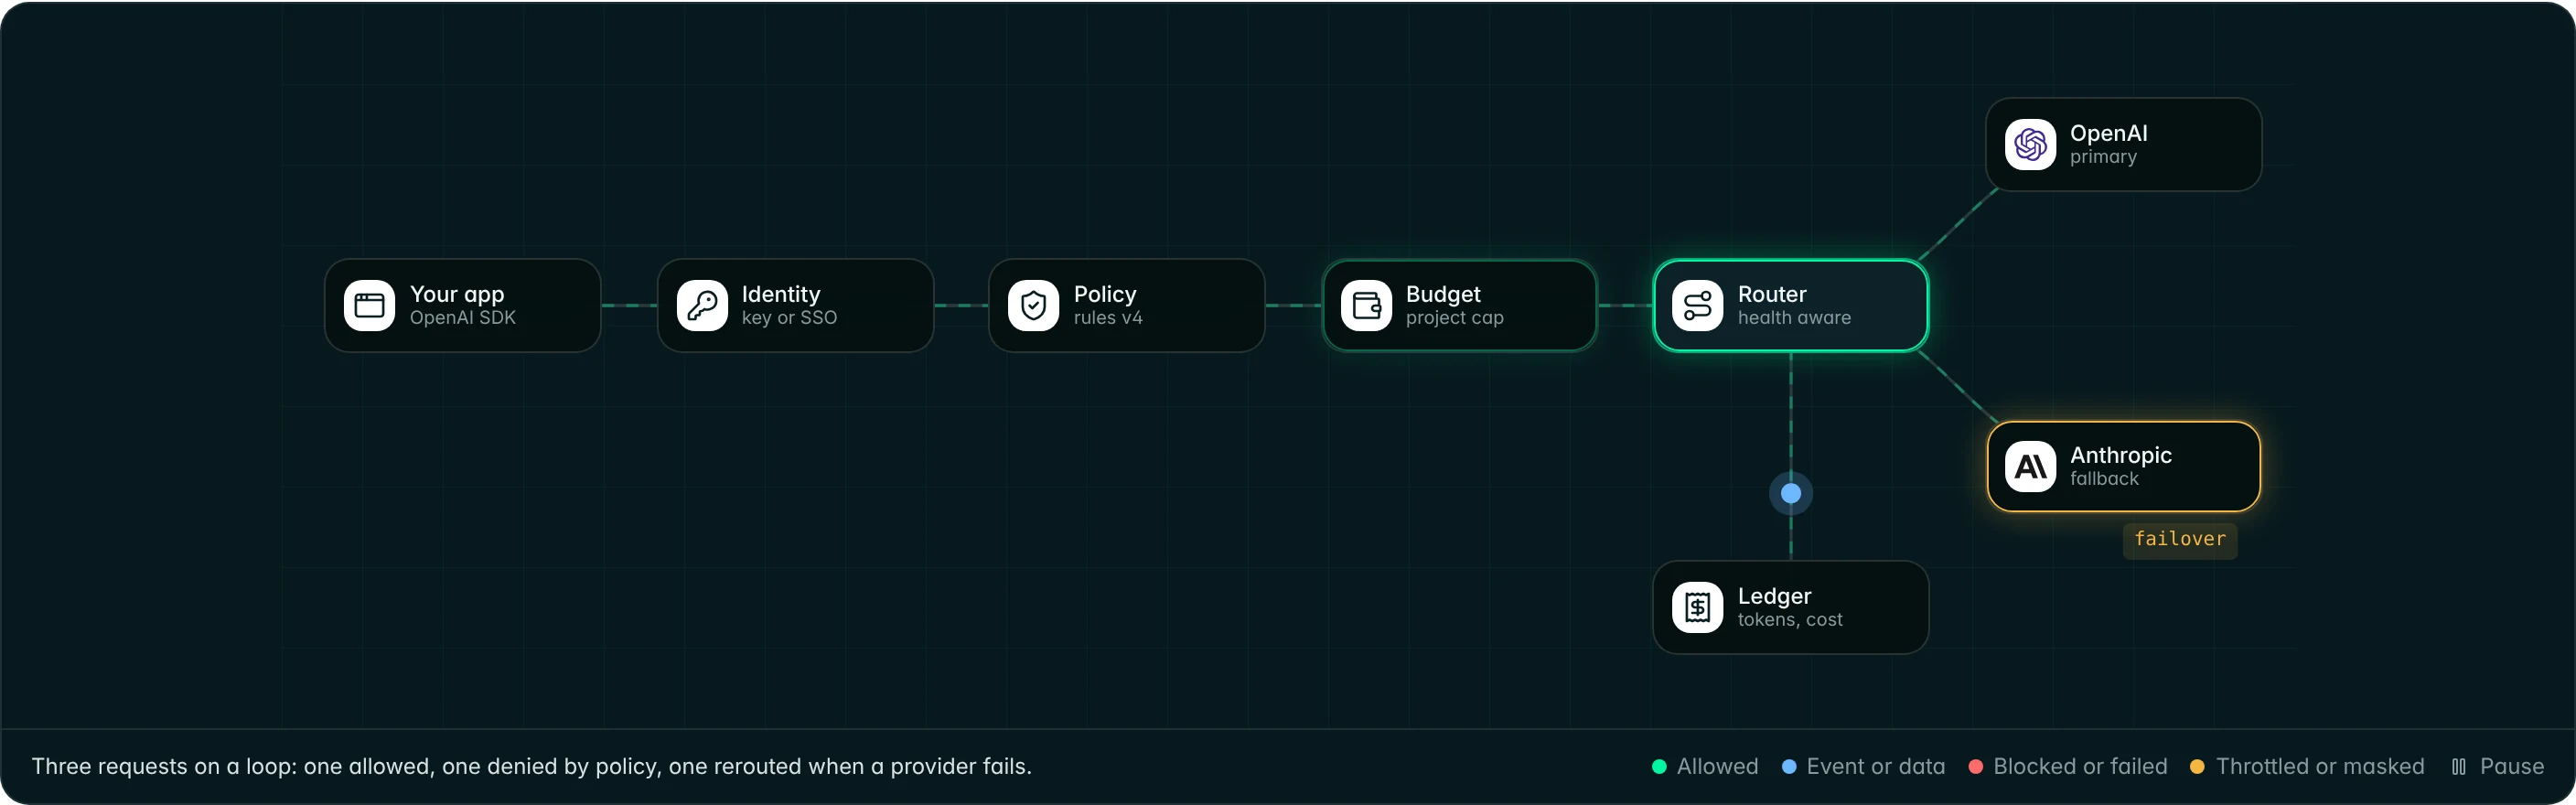 OpenAI
primary
Your app
OpenAI SDK
Identity
key or SSO
Policy
rules v4
Budget
project cap
Router
health aware
Anthropic
fallback
failover
Ledger
tokens, cost
Three requests on a loop: one allowed, one denied by policy, one rerouted when a provider fails.
Allowed
Event or data
Blocked or failed
Throttled or masked
Pause